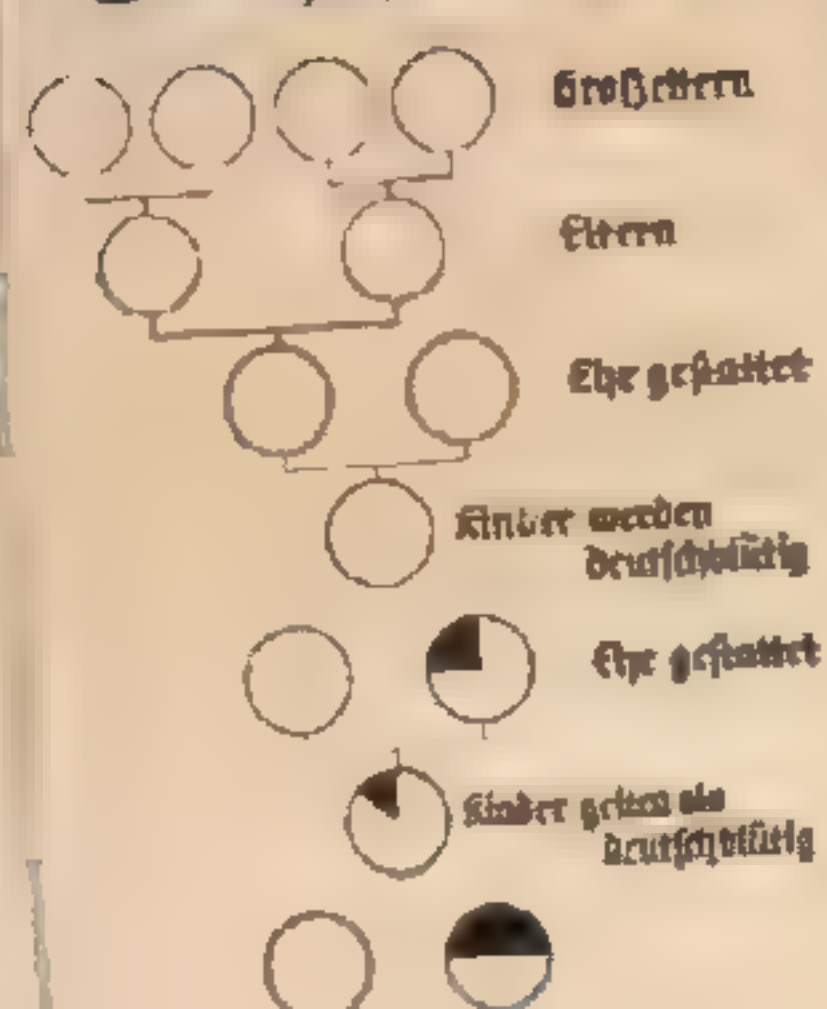 Großeltern
Eltern
Ehe gestattet
Kinder werden
deutschblütig
Ehe gestattet
Kinder gelten als
deutschblütig